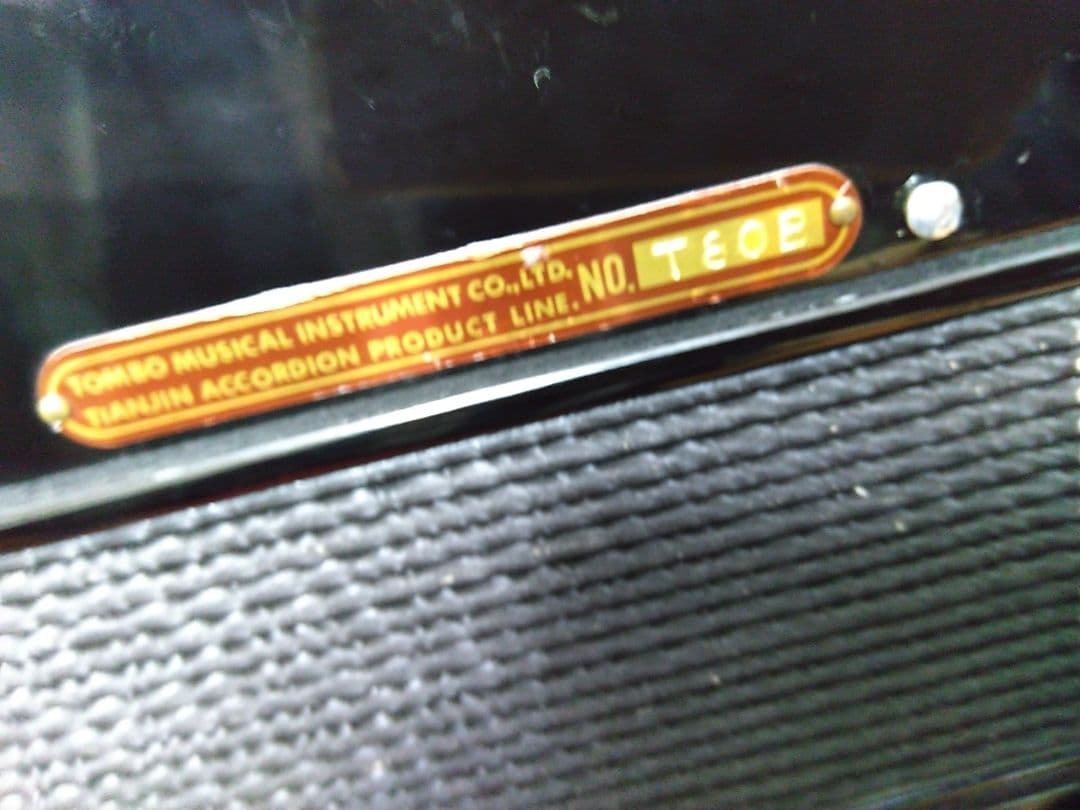 TOMBO MUSICAL INSTRUMENT CO.,LTD.
TIANJIN ACCORDION PRODUCT LINE.
NO.